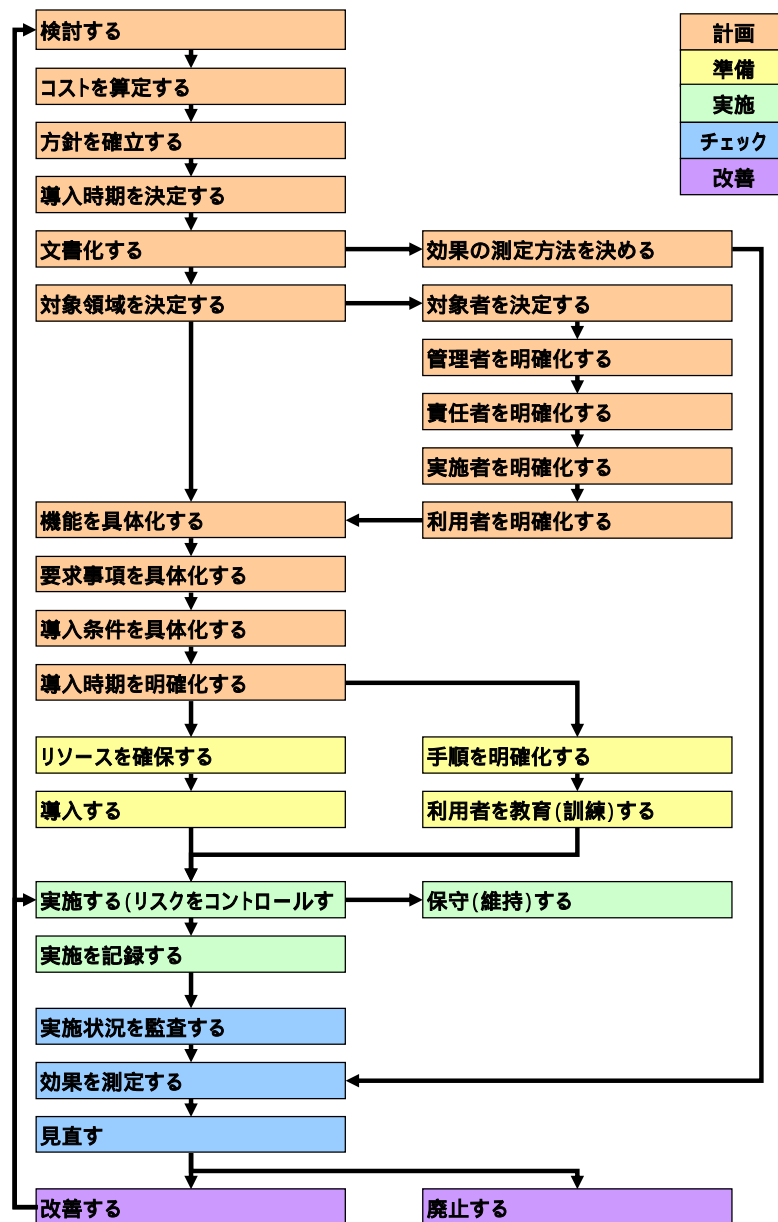 検討する
コストを算定する
方針を確立する
導入時期を決定する
文書化する
効果の測定方法を決める
対象領域を決定する
対象者を決定する
管理者を明確化する
責任者を明確化する
実施者を明確化する
機能を具体化する
利用者を明確化する
要求事項を具体化する
導入条件を具体化する
導入時期を明確化する
リソースを確保する
手順を明確化する
導入する
利用者を教育(訓練)する
実施する(リスクをコントロールす
保守(維持)する
実施を記録する
実施状況を監査する
効果を測定する
見直す
改善する
廃止する
計画
準備
実施
チェック
改善